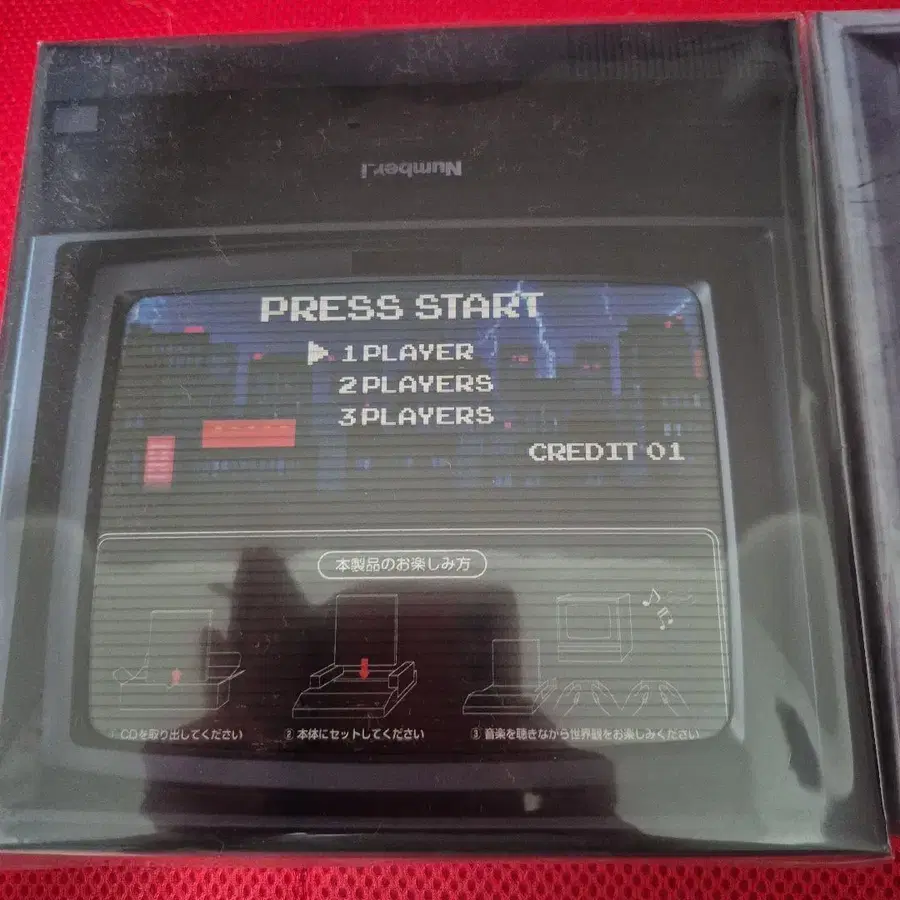 Number_i
PRESS START
1 PLAYER
2 PLAYERS
3 PLAYERS
CREDIT 01
本製品のお楽しみ方
① CDを取り出してください
② 本体にセットしてください
③ 音楽を聴きながら世界観をお楽しみください